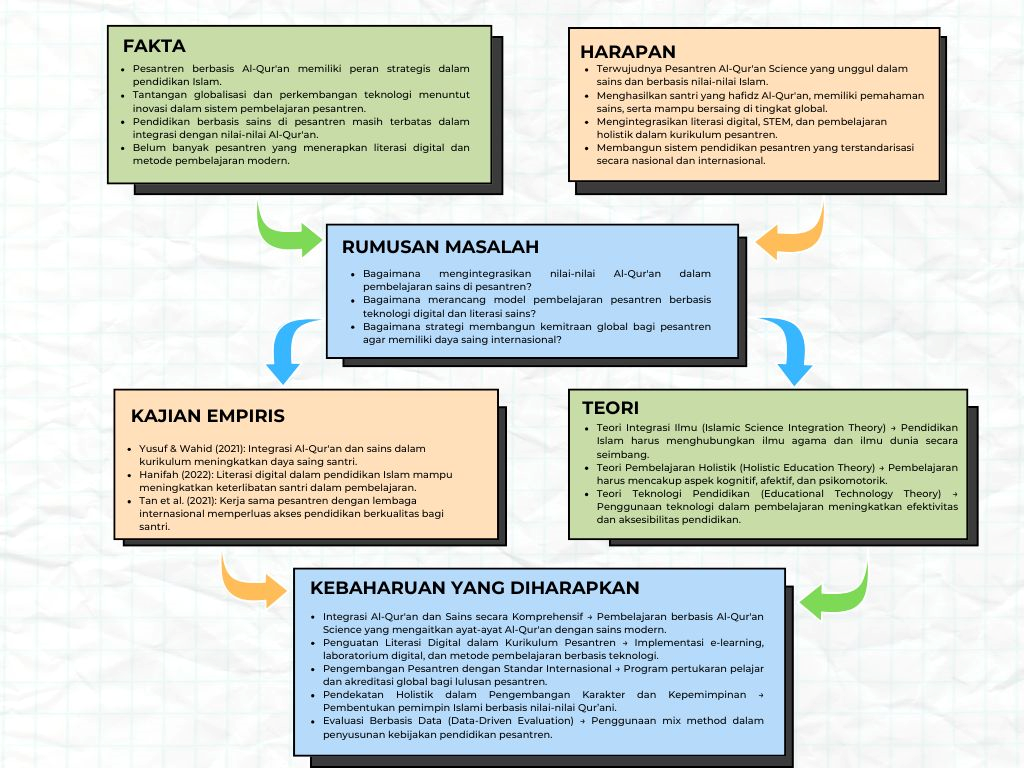 FAKTA
• Pesantren berbasis Al-Qur'an memiliki peran strategis dalam
pendidikan Islam.
• Tantangan globalisasi dan perkembangan teknologi menuntut
inovasi dalam sistem pembelajaran pesantren.
• Pendidikan berbasis sains di pesantren masih terbatas dalam
integrasi dengan nilai-nilai Al-Qur'an.
• Belum banyak pesantren yang menerapkan literasi digital dan
metode pembelajaran modern.
HARAPAN
• Terwujudnya Pesantren Al-Qur'an Science yang unggul dalam
sains dan berbasis nilai-nilai Islam.
• Menghasilkan santri yang hafidz Al-Qur'an, memiliki pemahaman
sains, serta mampu bersaing di tingkat global.
• Mengintegrasikan literasi digital, STEM, dan pembelajaran
holistik dalam kurikulum pesantren.
• Membangun sistem pendidikan pesantren yang terstandarisasi
secara nasional dan internasional.
RUMUSAN MASALAH
• Bagaimana mengintegrasikan nilai-nilai Al-Qur'an dalam
pembelajaran sains di pesantren?
• Bagaimana merancang model pembelajaran pesantren berbasis
teknologi digital dan literasi sains?
• Bagaimana strategi membangun kemitraan global bagi pesantren
agar memiliki daya saing internasional?
KAJIAN EMPIRIS
• Yusuf & Wahid (2021): Integrasi Al-Qur'an dan sains dalam
kurikulum meningkatkan daya saing santri.
• Hanifah (2022): Literasi digital dalam pendidikan Islam mampu
meningkatkan keterlibatan santri dalam pembelajaran.
• Tan et al. (2021): Kerja sama pesantren dengan lembaga
internasional memperluas akses pendidikan berkualitas bagi
santri.
TEORI
• Teori Integrasi Ilmu (Islamic Science Integration Theory) → Pendidikan
Islam harus menghubungkan ilmu agama dan ilmu dunia secara
seimbang.
• Teori Pembelajaran Holistik (Holistic Education Theory) → Pembelajaran
harus mencakup aspek kognitif, afektif, dan psikomotorik.
• Teori Teknologi Pendidikan (Educational Technology Theory) →
Penggunaan teknologi dalam pembelajaran meningkatkan efektivitas
dan aksesibilitas pendidikan.
KEBAHARUAN YANG DIHARAPKAN
• Integrasi Al-Qur'an dan Sains secara Komprehensif → Pembelajaran berbasis Al-Qur'an
Science yang mengaitkan ayat-ayat Al-Qur'an dengan sains modern.
• Penguatan Literasi Digital dalam Kurikulum Pesantren → Implementasi e-learning,
laboratorium digital, dan metode pembelajaran berbasis teknologi.
• Pengembangan Pesantren dengan Standar Internasional → Program pertukaran pelajar
dan akreditasi global bagi lulusan pesantren.
• Pendekatan Holistik dalam Pengembangan Karakter dan Kepemimpinan →
Pembentukan pemimpin Islami berbasis nilai-nilai Qur'ani.
• Evaluasi Berbasis Data (Data-Driven Evaluation) → Penggunaan mix method dalam
penyusunan kebijakan pendidikan pesantren.